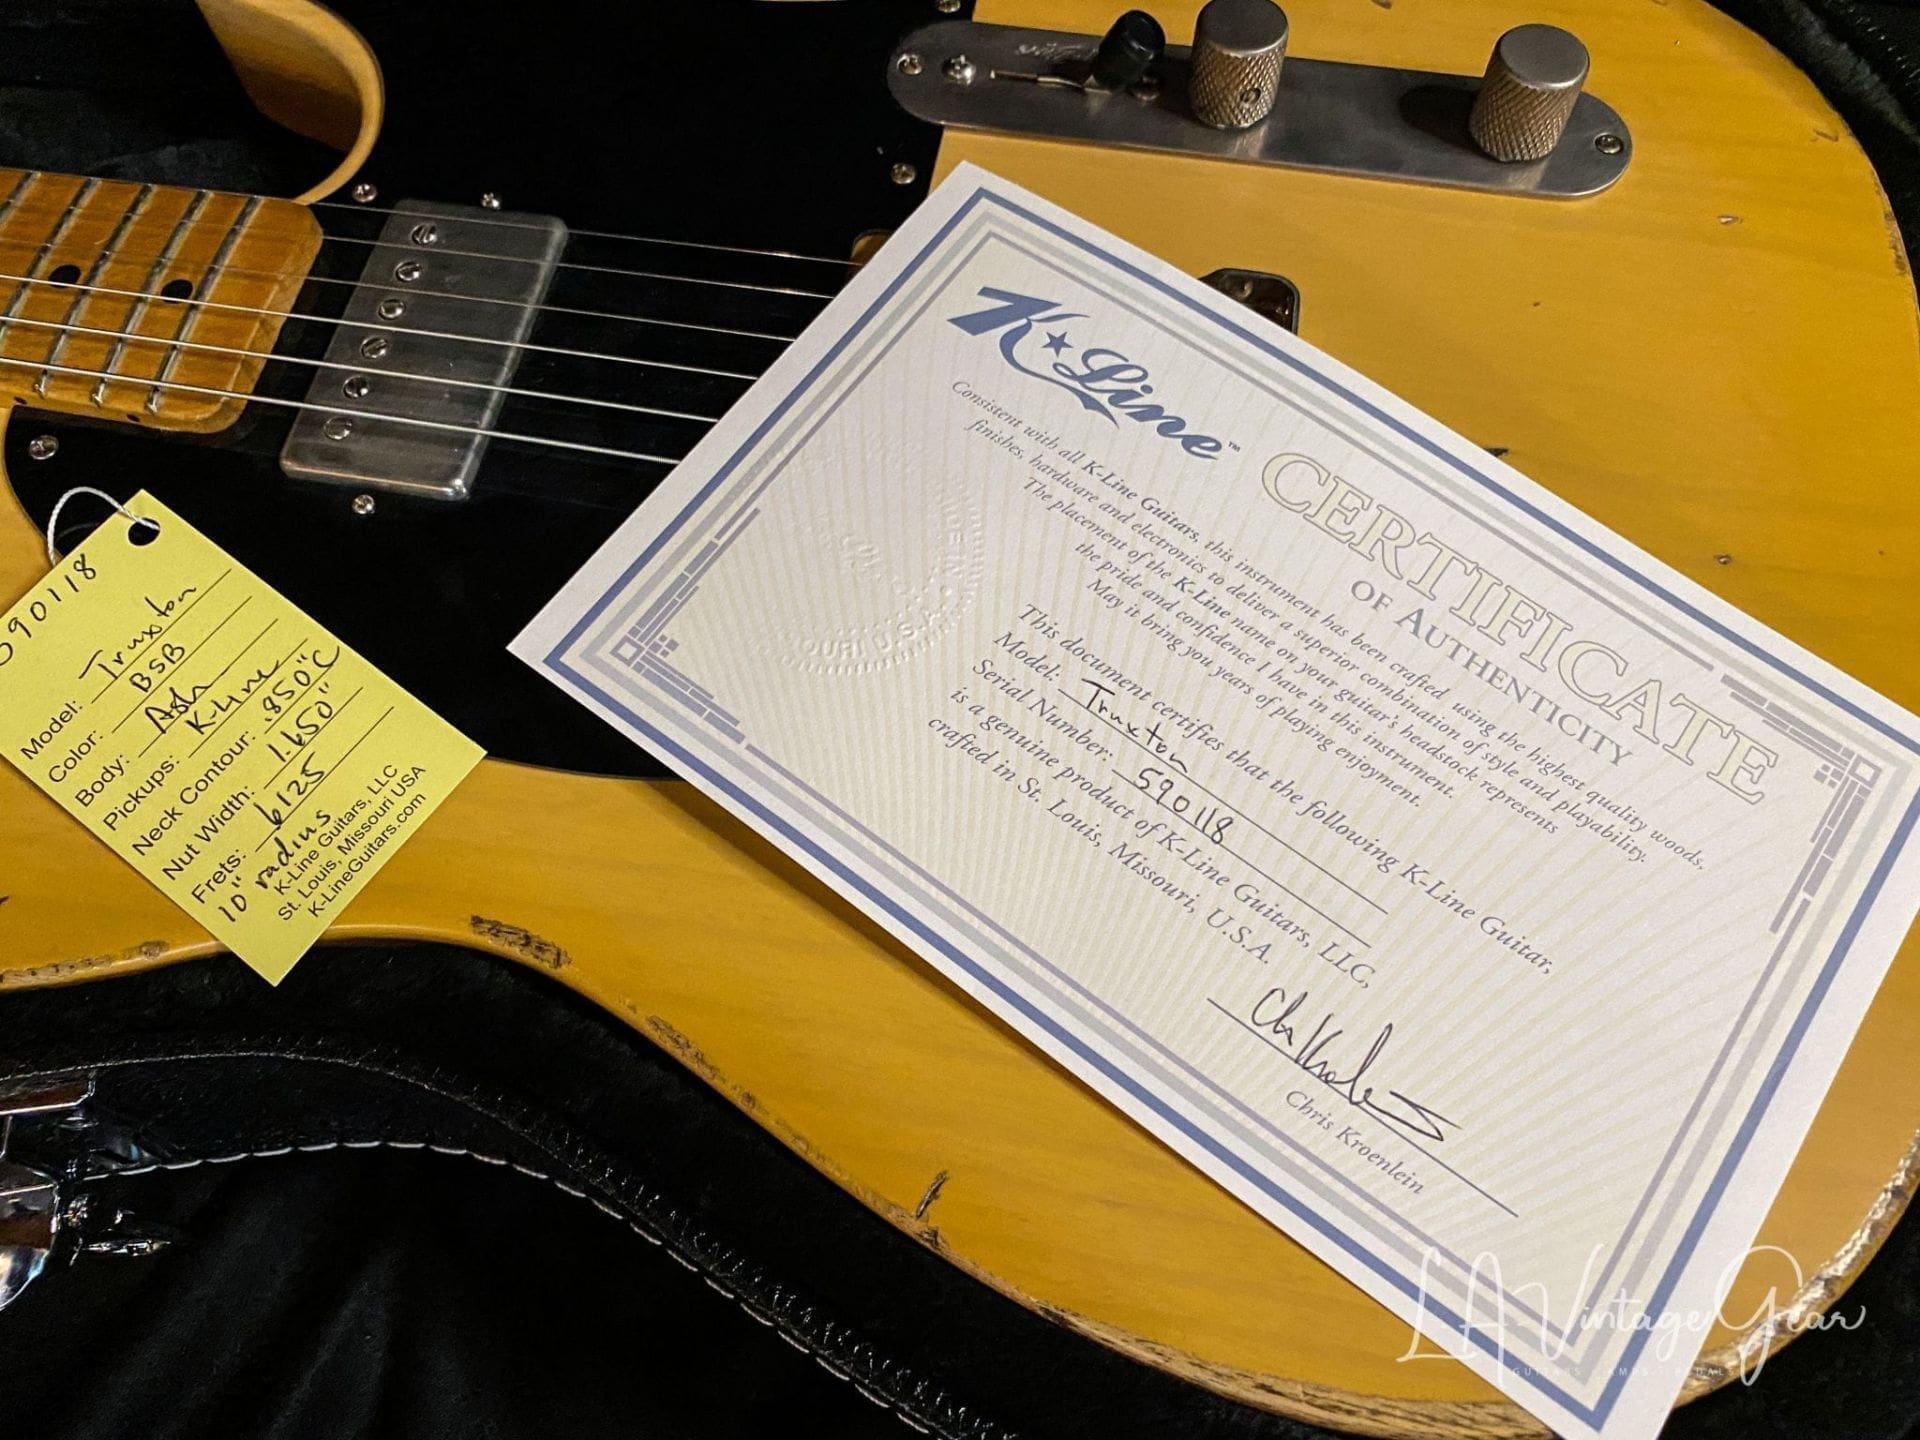 590118
Model: Truxton
Color: BSB
Body: Ash
Pickups: K-Line
Neck Contour: .850" C
Nut Width: 1.650"
Frets: 6125
10" radius
K-Line Guitars, LLC
St. Louis, Missouri USA
K-LineGuitars.com
K★Line™
CERTIFICATE
OF AUTHENTICITY
Consistent with all K-Line Guitars, this instrument has been crafted using the highest quality woods,
finishes, hardware and electronics to deliver a superior combination of style and playability.
The placement of the K-Line name on your guitar's headstock represents
the pride and confidence I have in this instrument.
May it bring you years of playing enjoyment.
This document certifies that the following K-Line Guitar,
Model: Truxton
Serial Number: 590118
is a genuine product of K-Line Guitars, LLC,
crafted in St. Louis, Missouri, U.S.A.
Chris Kroenlein
OURI U.S.A.
LA Vintage Gear